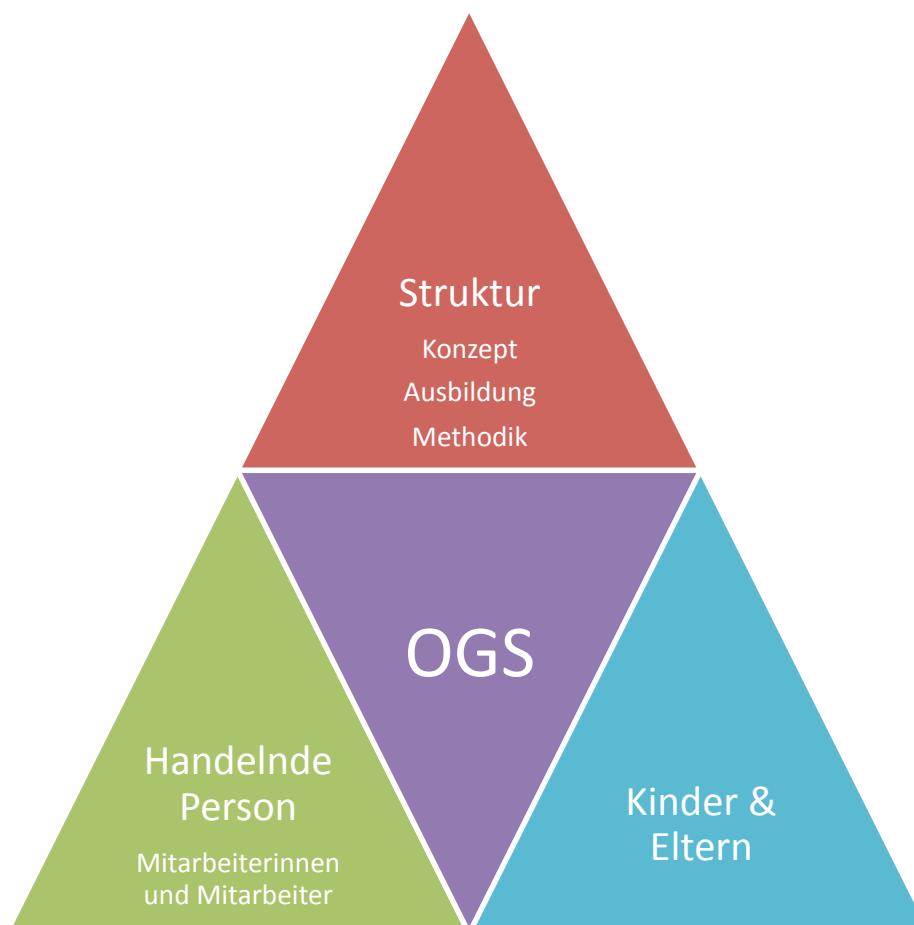 Struktur
Konzept
Ausbildung
Methodik
OGS
Handelnde
Person
Mitarbeiterinnen
und Mitarbeiter
Kinder &
Eltern